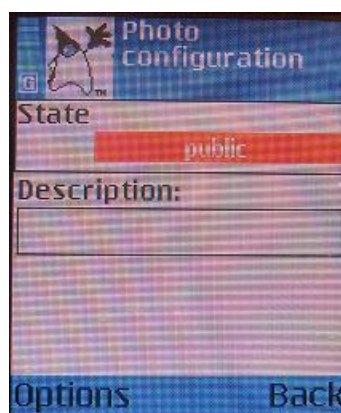 Photo
configuration
G
TM
State
public
Description:
Options Back